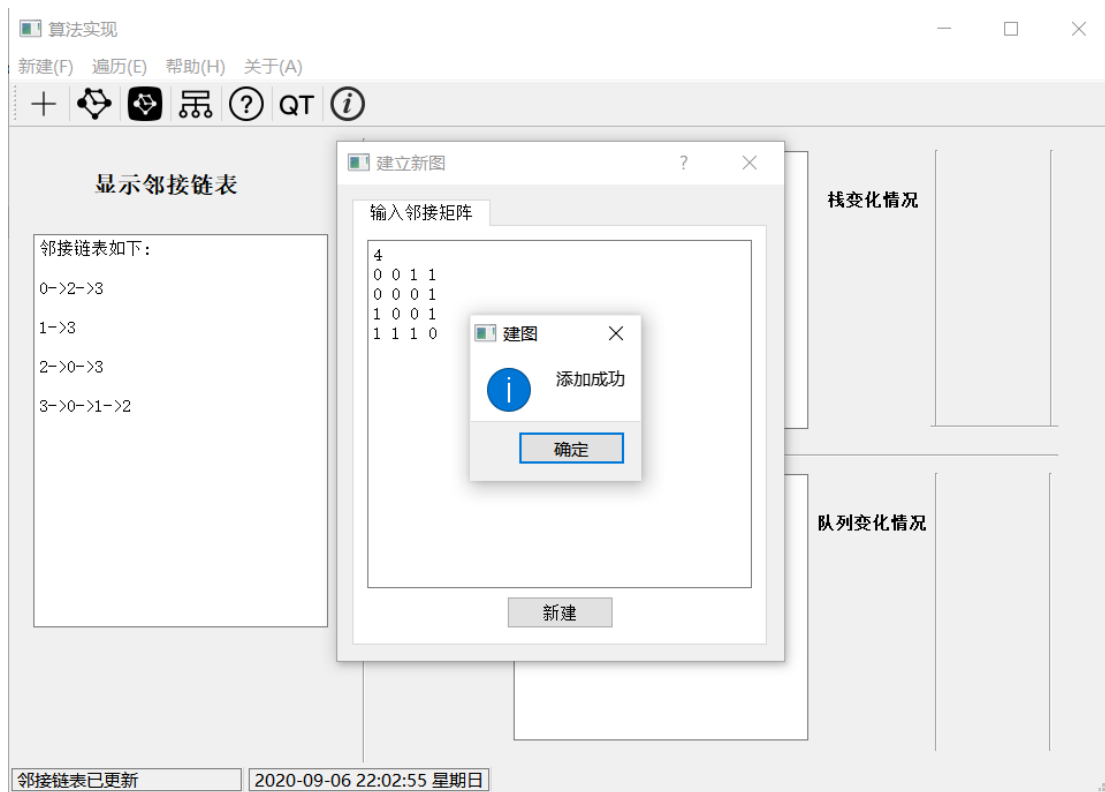 算法实现
新建(F) 遍历(E) 帮助(H) 关于(A)
QT
显示邻接链表
邻接链表如下:
0->2->3
1->3
2->0->3
3->0->1->2
建立新图
输入邻接矩阵
4
0 0 1 1
0 0 0 1
1 0 0 1
1 1 1 0
建图
添加成功
确定
新建
栈变化情况
队列变化情况
邻接链表已更新
2020-09-06 22:02:55 星期日